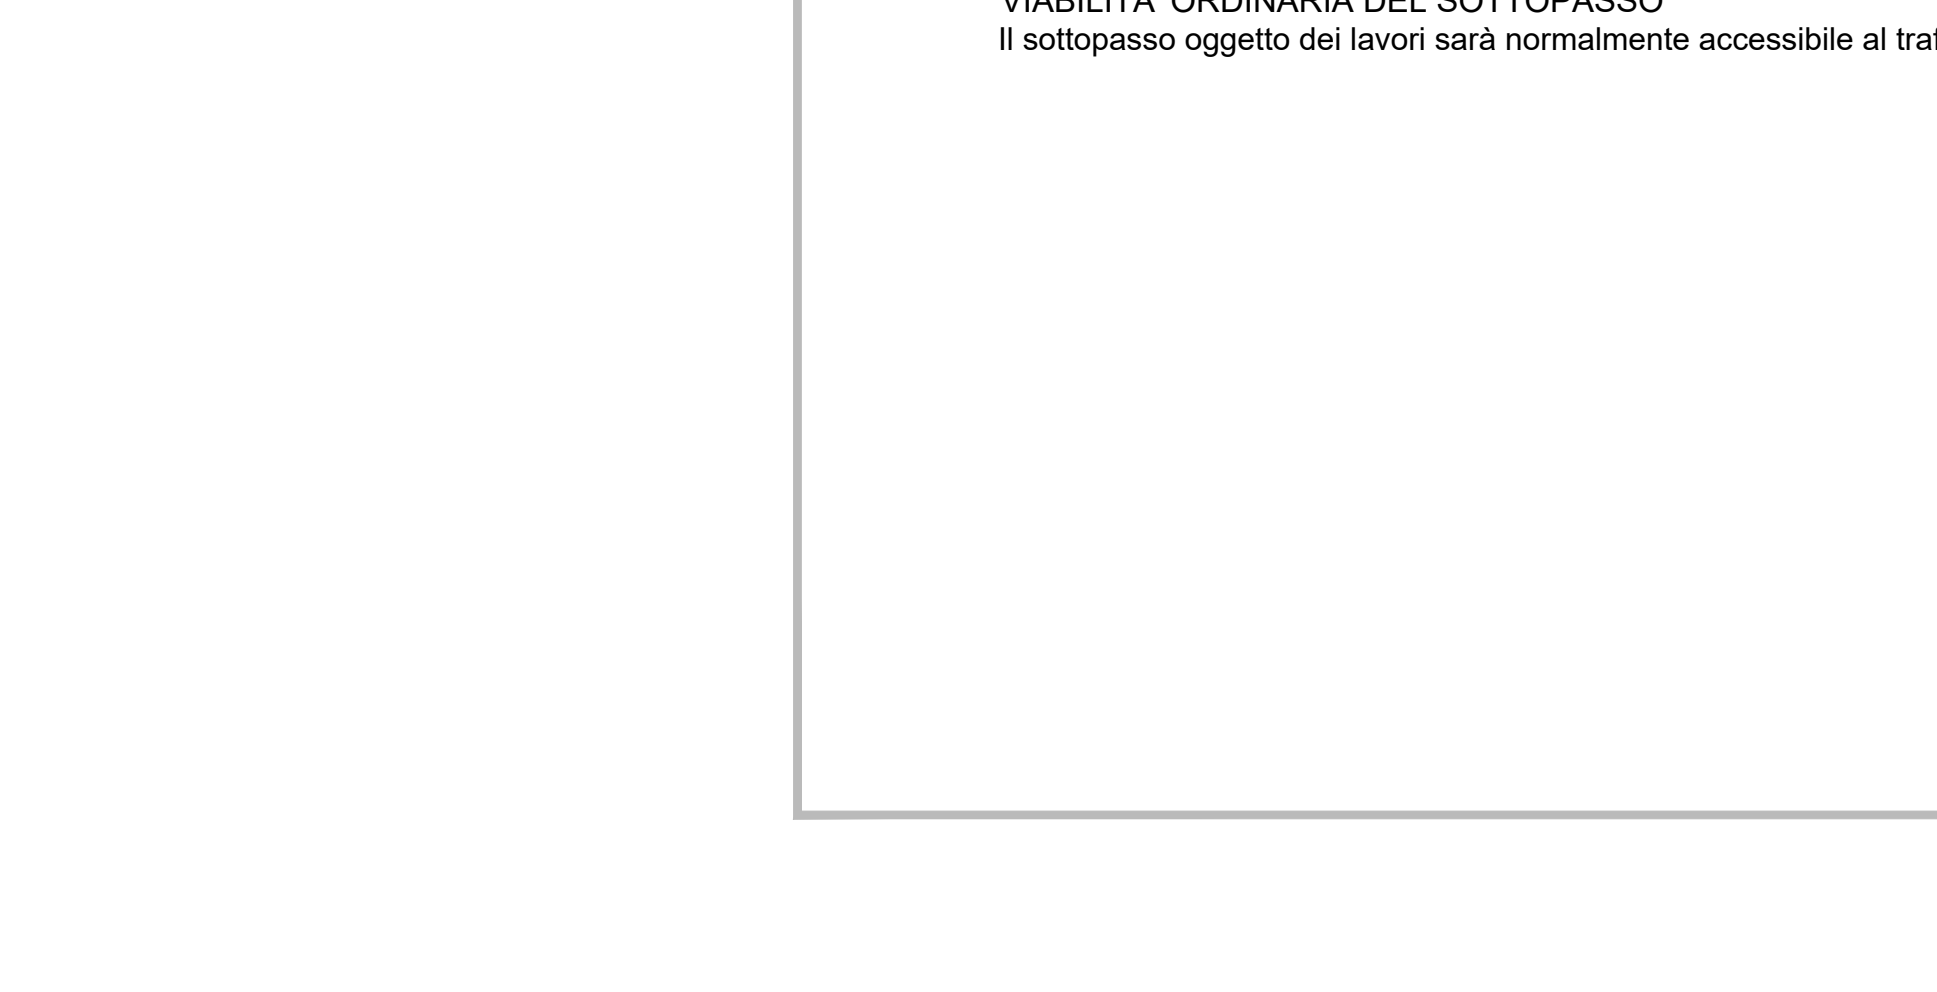 VIABILITA' ORDINARIA DEL SOTTOPASSO
Il sottopasso oggetto dei lavori sarà normalmente accessibile al